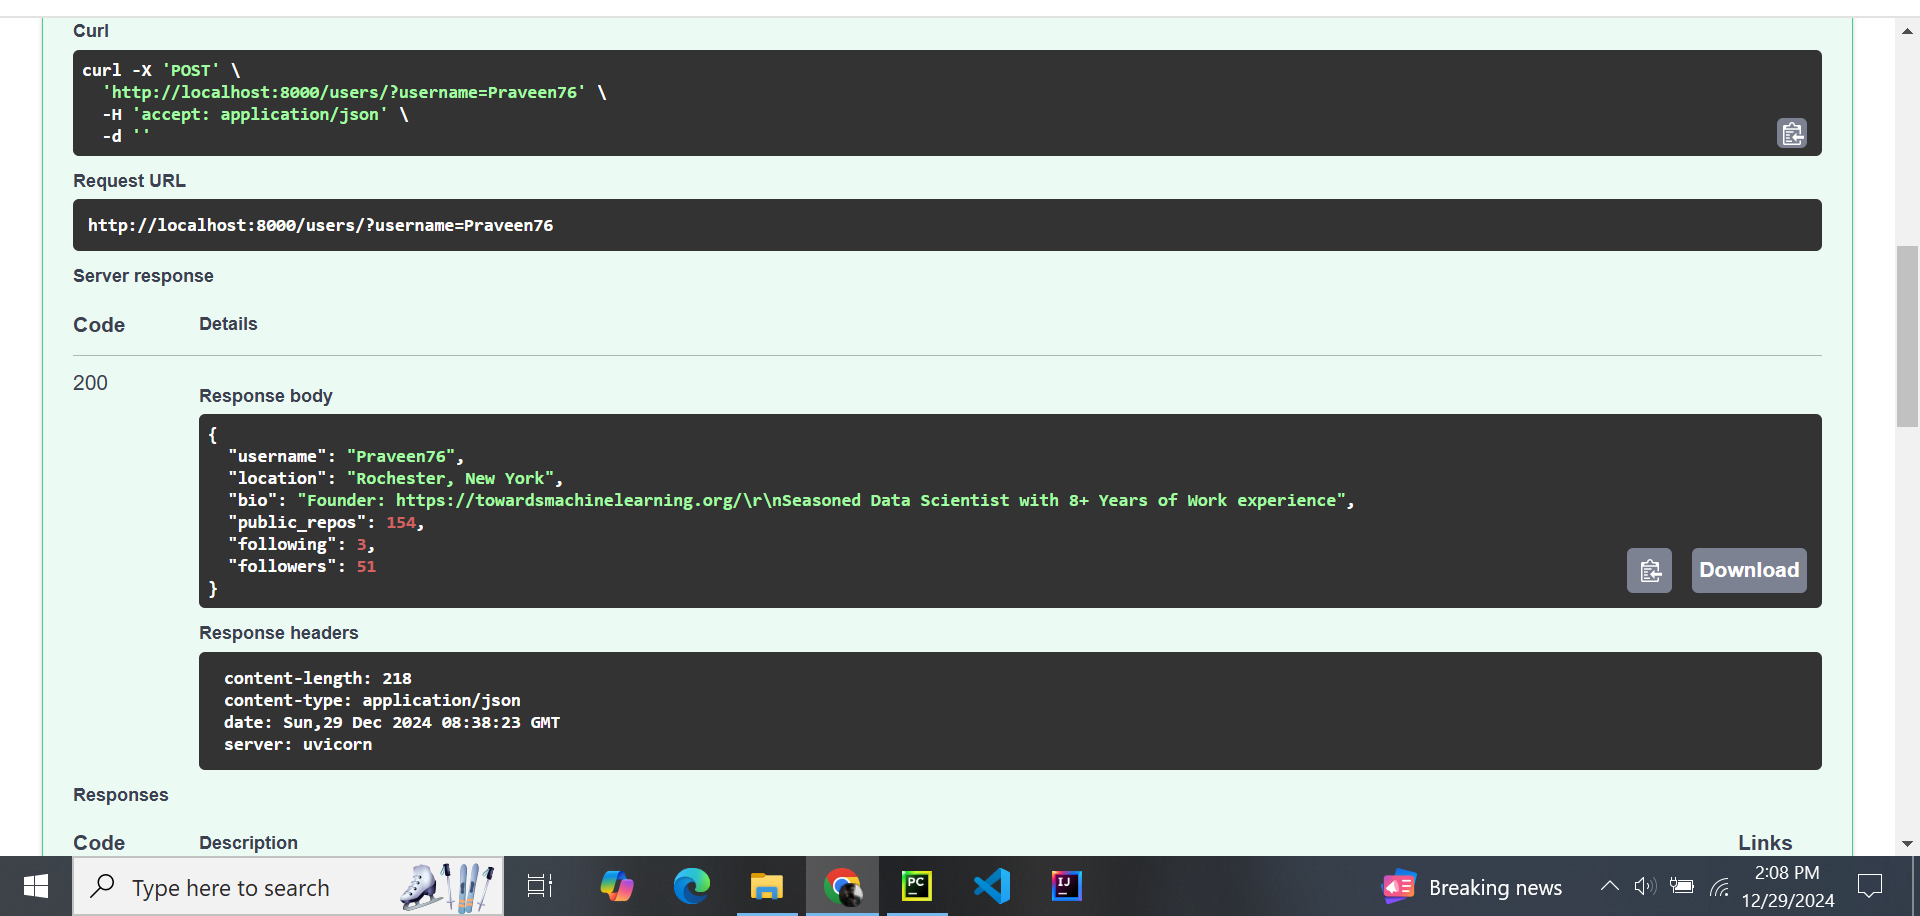 Curl
curl -X 'POST' \
'http://localhost:8000/users/?username=Praveen76' \
-H 'accept: application/json' \
-d ''
Request URL
http://localhost:8000/users/?username=Praveen76
Server response
Code Details
200
Response body
{
"username": "Praveen76",
"location": "Rochester, New York",
"bio": "Founder: https://towardsmachinelearning.org/\r\nSeasoned Data Scientist with 8+ Years of Work experience",
"public_repos": 154,
"following": 3,
"followers": 51
}
Download
Response headers
content-length: 218
content-type: application/json
date: Sun,29 Dec 2024 08:38:23 GMT
server: uvicorn
Responses
Code Description Links
Type here to search
PC
IJ
Breaking news
2:08 PM
12/29/2024